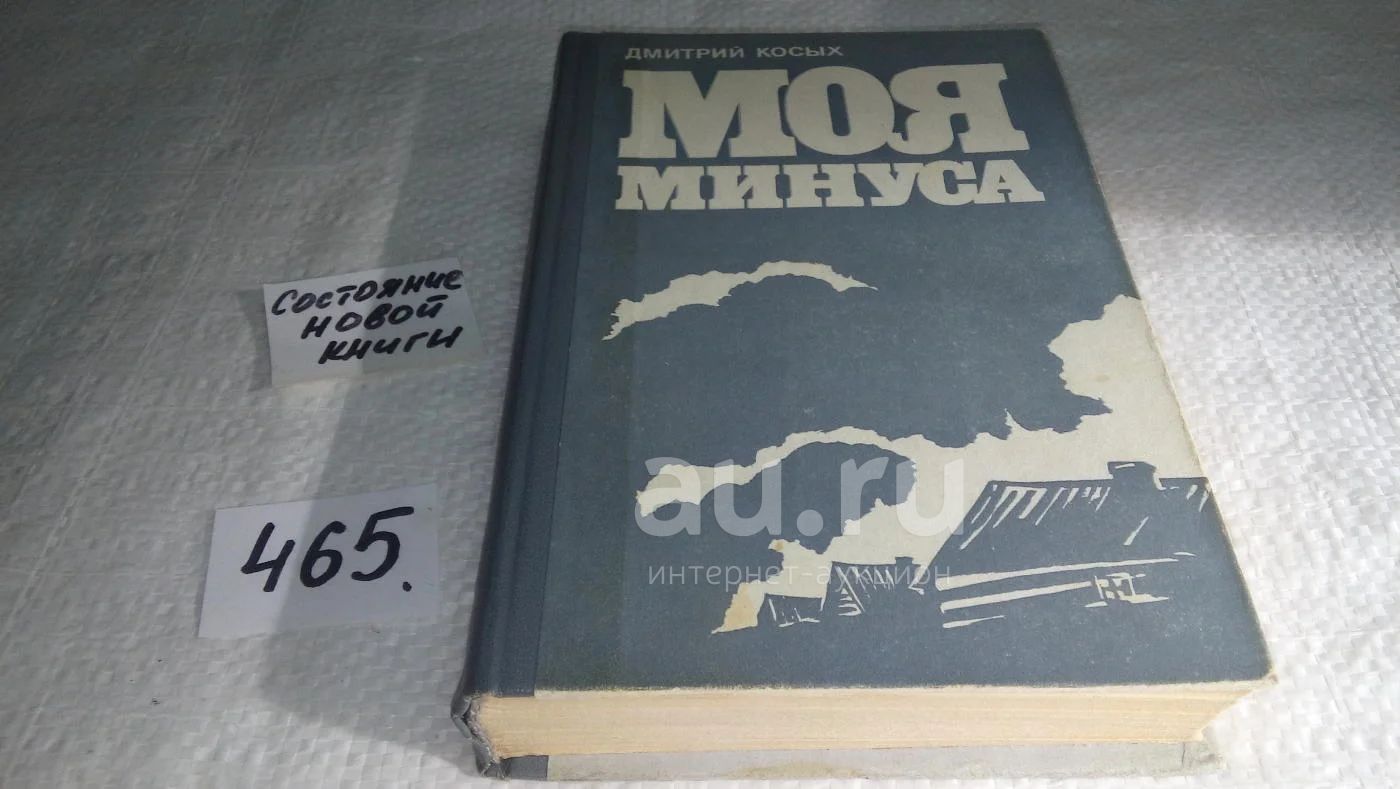 ДМИТРИЙ КОСЫХ
МОЯ
МИНУСА
Состояние
новой
книги
465.
au.ru
интернет-аукцион